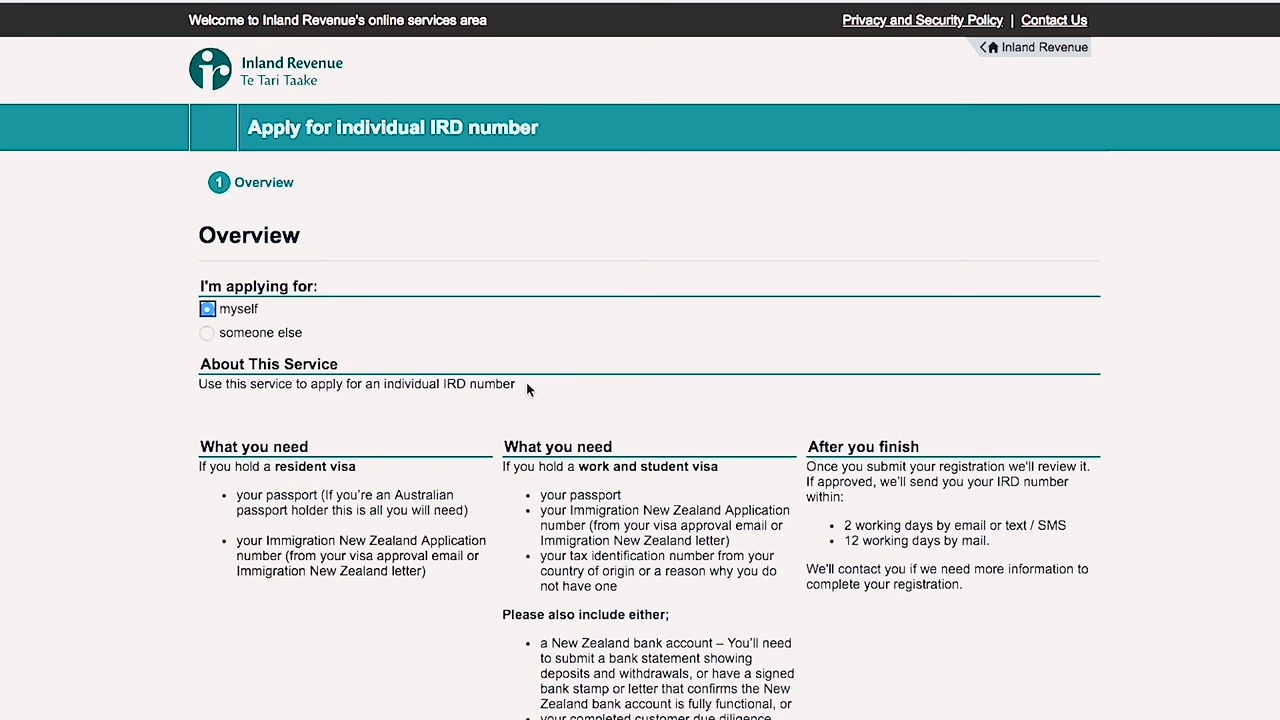 Welcome to Inland Revenue's online services area
Privacy and Security Policy | Contact Us
Inland Revenue
ir
Inland Revenue
Te Tari Taake
Apply for individual IRD number
1 Overview
Overview
I'm applying for:
myself
someone else
About This Service
Use this service to apply for an individual IRD number
What you need
If you hold a resident visa
• your passport (If you're an Australian
passport holder this is all you will need)
• your Immigration New Zealand Application
number (from your visa approval email or
Immigration New Zealand letter)
What you need
If you hold a work and student visa
• your passport
• your Immigration New Zealand Application
number (from your visa approval email or
Immigration New Zealand letter)
• your tax identification number from your
country of origin or a reason why you do
not have one
Please also include either;
• a New Zealand bank account – You'll need
to submit a bank statement showing
deposits and withdrawals, or have a signed
bank stamp or letter that confirms the New
Zealand bank account is fully functional, or
• your completed customer due diligence
After you finish
Once you submit your registration we'll review it.
If approved, we'll send you your IRD number
within:
• 2 working days by email or text / SMS
• 12 working days by mail.
We'll contact you if we need more information to
complete your registration.